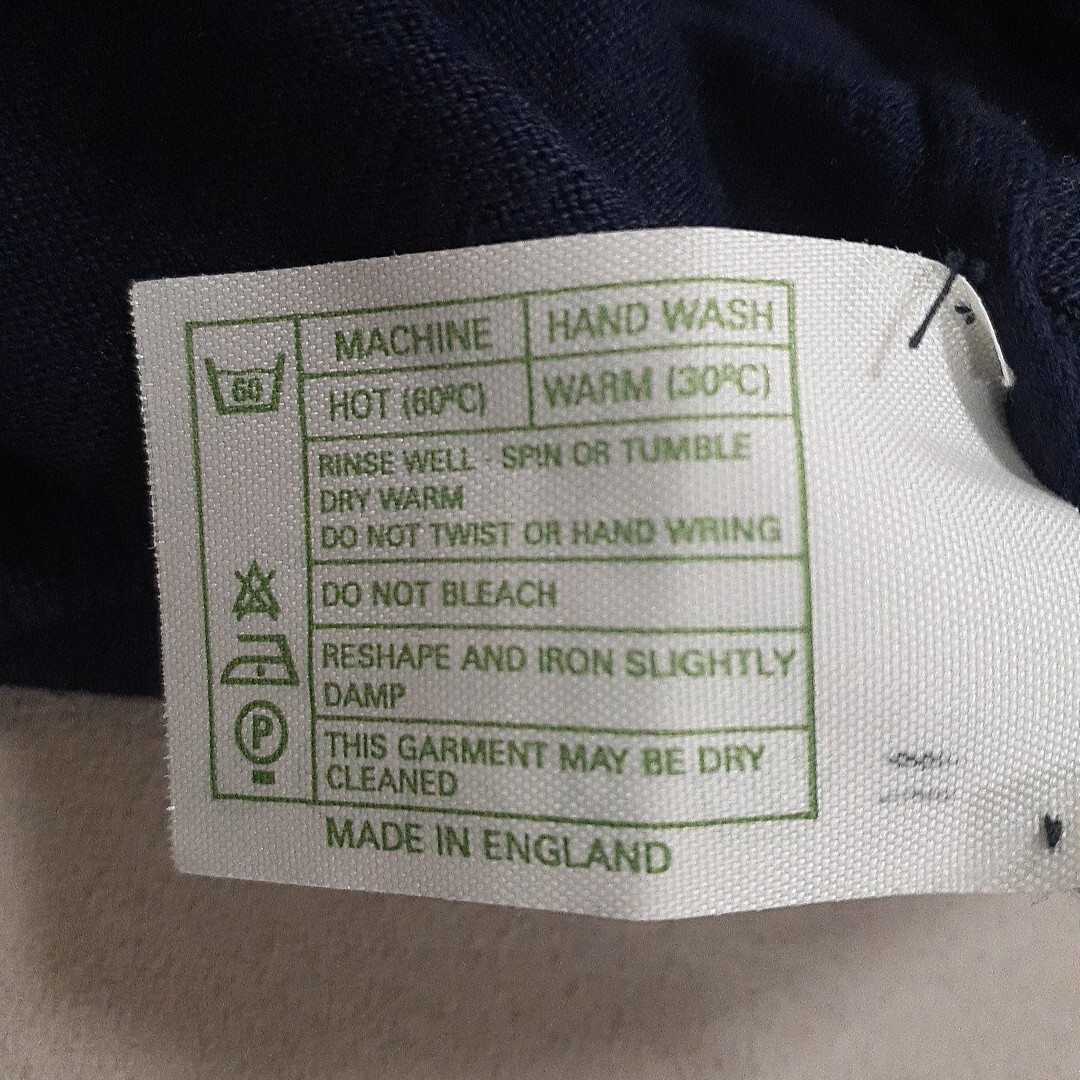 60
MACHINE
HAND WASH
HOT (60ºC)
WARM (30ºC)
RINSE WELL - SPIN OR TUMBLE
DRY WARM
DO NOT TWIST OR HAND WRING
DO NOT BLEACH
RESHAPE AND IRON SLIGHTLY
DAMP
P
THIS GARMENT MAY BE DRY
CLEANED
MADE IN ENGLAND